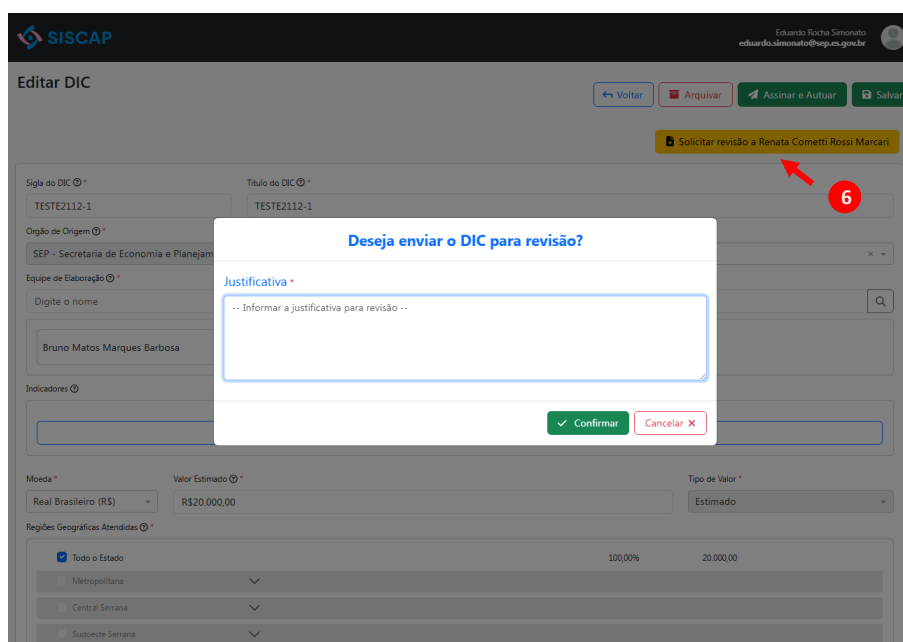 SISCAP
Eduardo Rocha Simonato
eduardo.simonato@sep.es.gov.br
Editar DIC
Voltar
Arquivar
Assinar e Autuar
Salvar
Solicitar revisão a Renata Cometti Rossi Marcari
6
Sigla do DIC *
Titulo do DIC *
TESTE2112-1
TESTE2112-1
Orgão de Origem *
SEP - Secretaria de Economia e Planejam
Equipe de Elaboração *
Digite o nome
Bruno Matos Marques Barbosa
Indicadores
Deseja enviar o DIC para revisão?
Justificativa *
-- Informar a justificativa para revisão --
Confirmar
Cancelar
Moeda *
Valor Estimado *
Tipo de Valor *
Real Brasileiro (R$)
R$20.000,00
Estimado
Regiões Geográficas Atendidas *
Todo o Estado 100,00% 20.000,00
Metropolitana
Central Serrana
Sudoeste Serrana